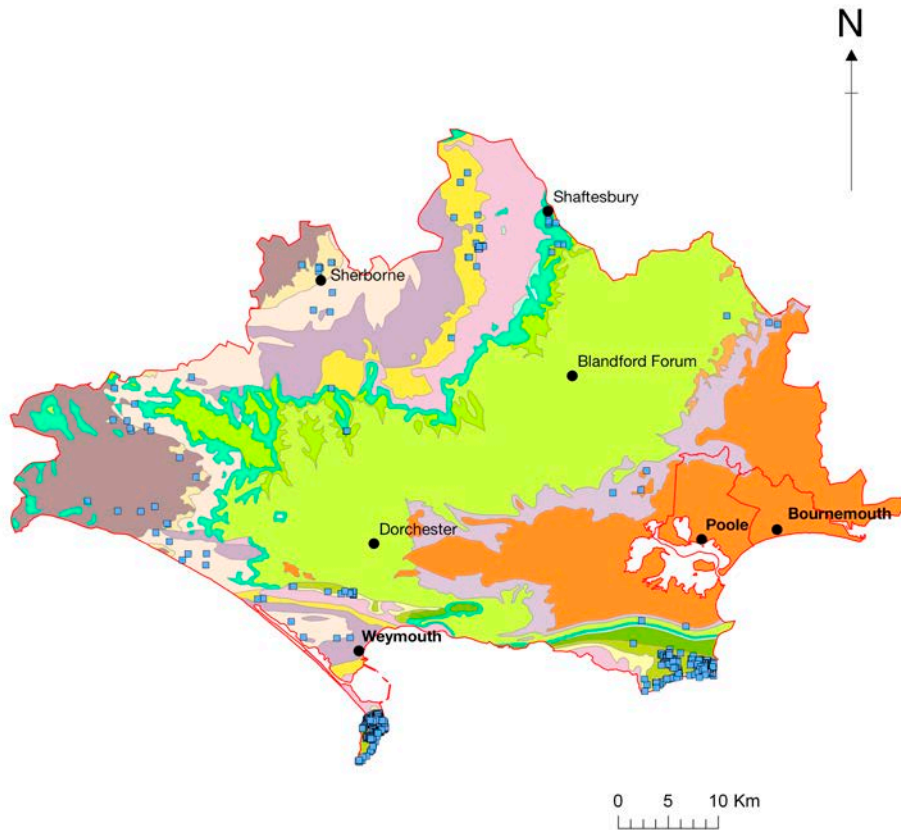 N
Shaftesbury
Sherborne
Blandford Forum
Dorchester
Poole
Bournemouth
Weymouth
0 5 10 Km